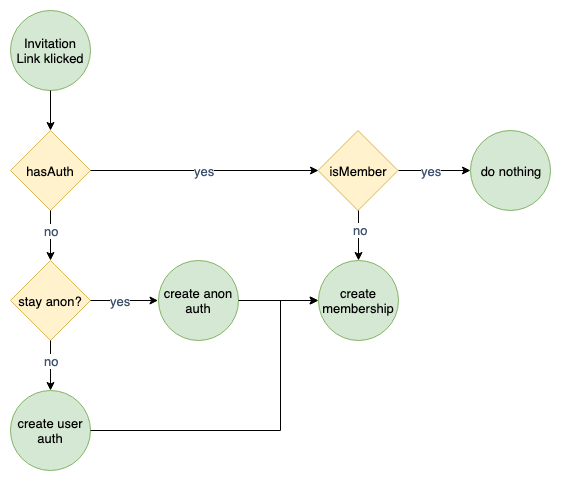 Invitation
Link klicked
hasAuth
yes
isMember
yes
do nothing
no
no
stay anon?
yes
create anon
auth
create
membership
no
create user
auth